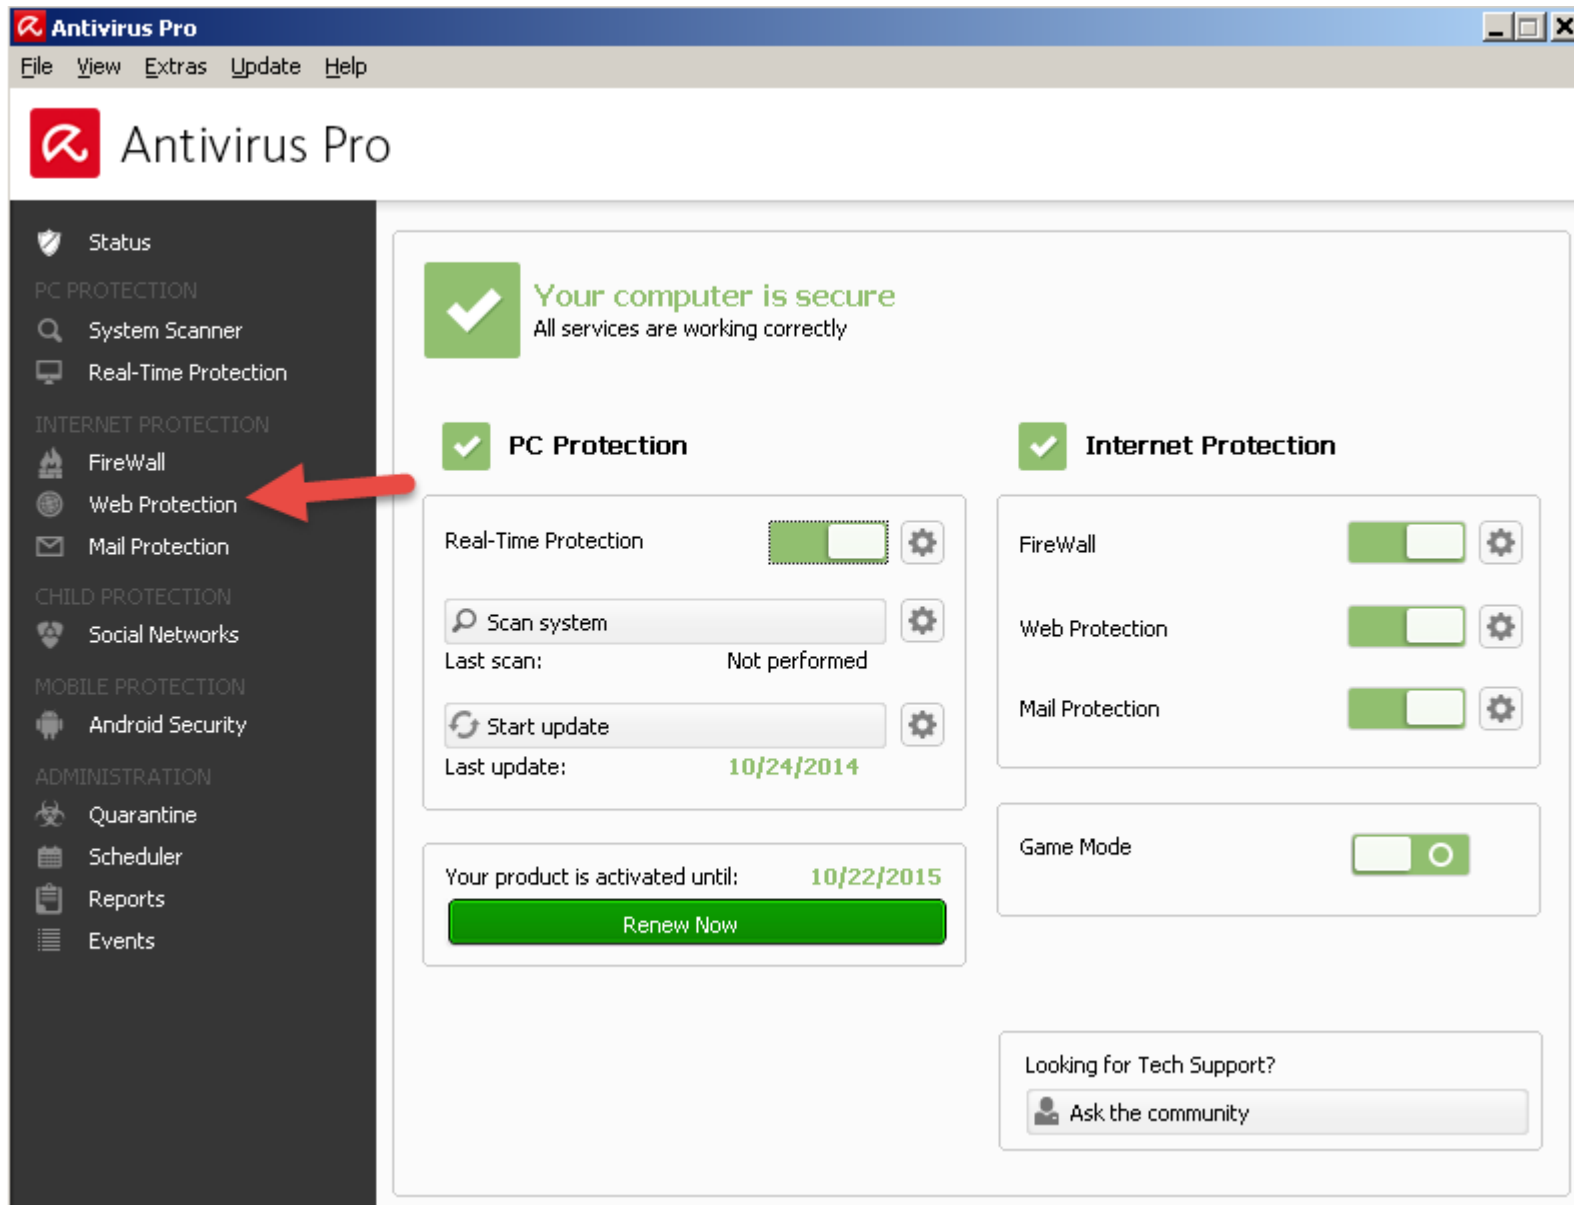 Antivirus Pro
File View Extras Update Help
Antivirus Pro
Status
PC PROTECTION
System Scanner
Real-Time Protection
INTERNET PROTECTION
FireWall
Web Protection
Mail Protection
CHILD PROTECTION
Social Networks
MOBILE PROTECTION
Android Security
ADMINISTRATION
Quarantine
Scheduler
Reports
Events
Your computer is secure
All services are working correctly
PC Protection
Real-Time Protection
Scan system
Last scan: Not performed
Start update
Last update: 10/24/2014
Your product is activated until: 10/22/2015
Renew Now
Internet Protection
FireWall
Web Protection
Mail Protection
Game Mode
Looking for Tech Support?
Ask the community